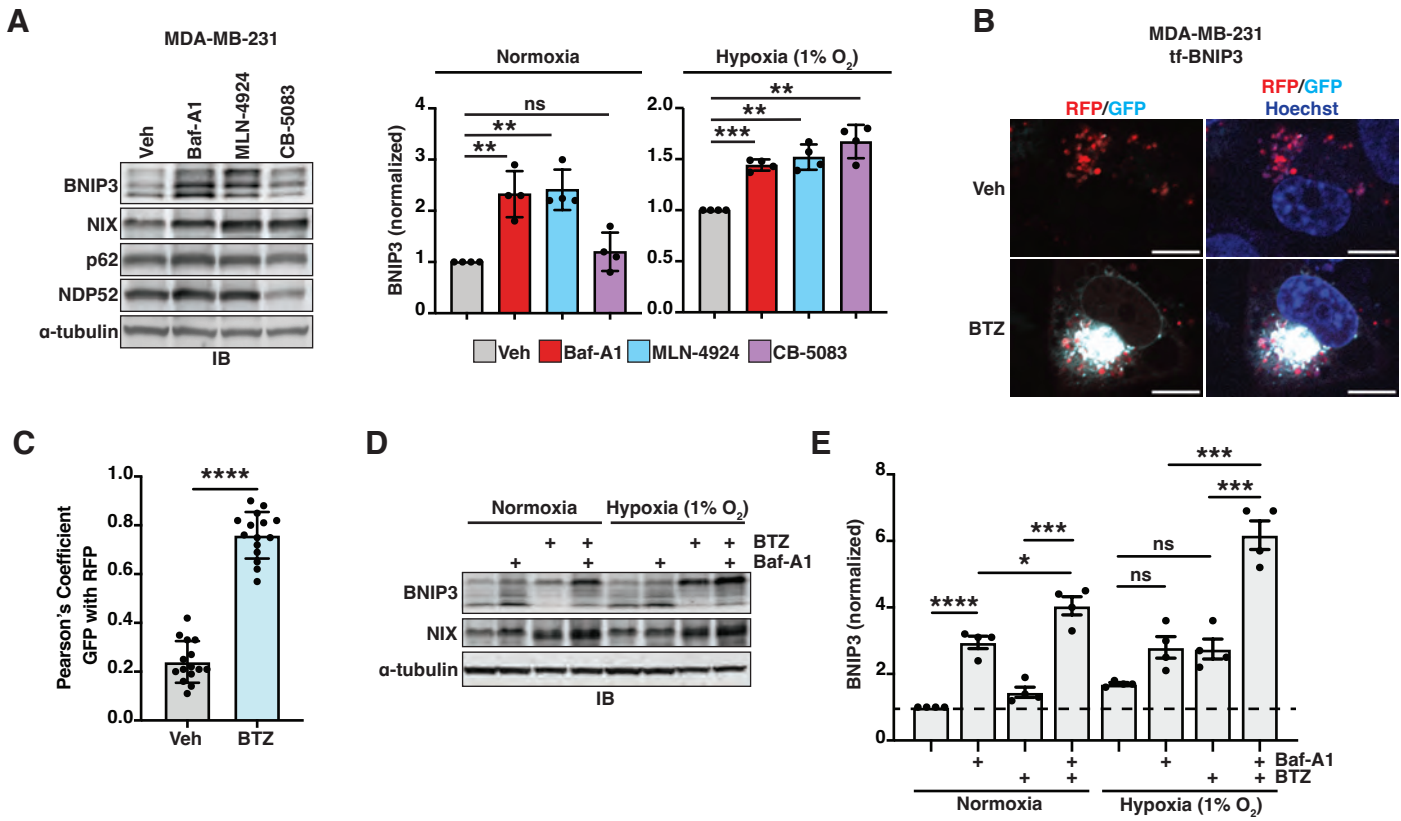 A
MDA-MB-231
Veh
Baf-A1
MLN-4924
CB-5083
BNIP3
NIX
p62
NDP52
α-tubulin
IB
Normoxia
Hypoxia (1% O₂)
BNIP3 (normalized)
4
3
2
1
0
ns
**
**
2.0
1.5
1.0
0.5
0.0
**
**
***
Veh
Baf-A1
MLN-4924
CB-5083
B
MDA-MB-231
tf-BNIP3
RFP/GFP
RFP/GFP
Hoechst
Veh
BTZ
C
Pearson's Coefficient
GFP with RFP
1.0
0.8
0.6
0.4
0.2
0.0
****
Veh
BTZ
D
Normoxia
Hypoxia (1% O₂)
+ + + + BTZ
+ + + + Baf-A1
BNIP3
NIX
α-tubulin
IB
E
BNIP3 (normalized)
8
6
4
2
0
****
*
***
ns
ns
***
***
+ + + + Baf-A1
+ + + + BTZ
Normoxia
Hypoxia (1% O₂)